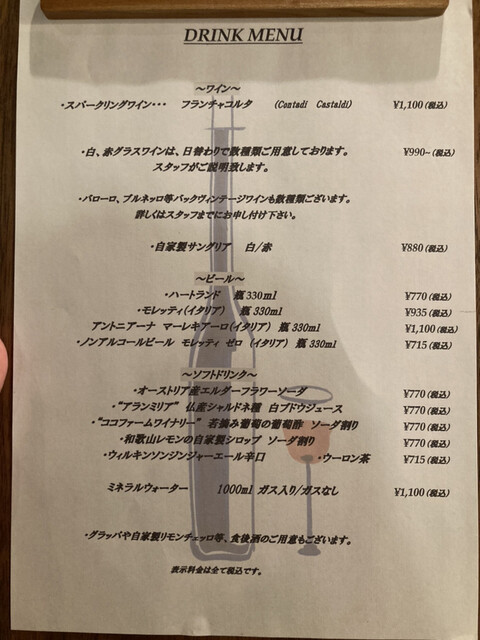 DRINK MENU
～ワイン～
・スパークリングワイン・・・ フランチャコルタ (Contadi Castaldi) ¥1,100(税込)
・白、赤グラスワインは、日替わりで数種類ご用意しております。 ¥990~(税込)
スタッフがご説明致します。
・バローロ、ブルネッロ等バックヴィンテージワインも数種類ございます。
詳しくはスタッフまでにお申し付け下さい。
・自家製サングリア 白/赤 ¥880(税込)
～ビール～
・ハートランド 瓶 330ml ¥770(税込)
・モレッティ(イタリア) 瓶 330ml ¥935(税込)
アントニアーナ マーレキアーロ(イタリア) 瓶 330ml ¥1,100(税込)
・ノンアルコールビール モレッティ ゼロ (イタリア) 瓶 330ml ¥715(税込)
～ソフトドリンク～
・オーストリア産エルダーフラワーソーダ ¥770(税込)
・"アランミリア" 仏産シャルドネ種 白ブドウジュース ¥770(税込)
・"ココファームワイナリー" 若摘み葡萄の葡萄酢 ソーダ割り ¥770(税込)
・和歌山レモンの自家製シロップ ソーダ割り ¥770(税込)
・ウィルキンソンジンジャーエール辛口 ・ウーロン茶 ¥715(税込)
ミネラルウォーター 1000ml ガス入り/ガスなし ¥1,100(税込)
・グラッパや自家製リモンチェッロ等、食後酒のご用意もございます。
表示料金は全て税込です。